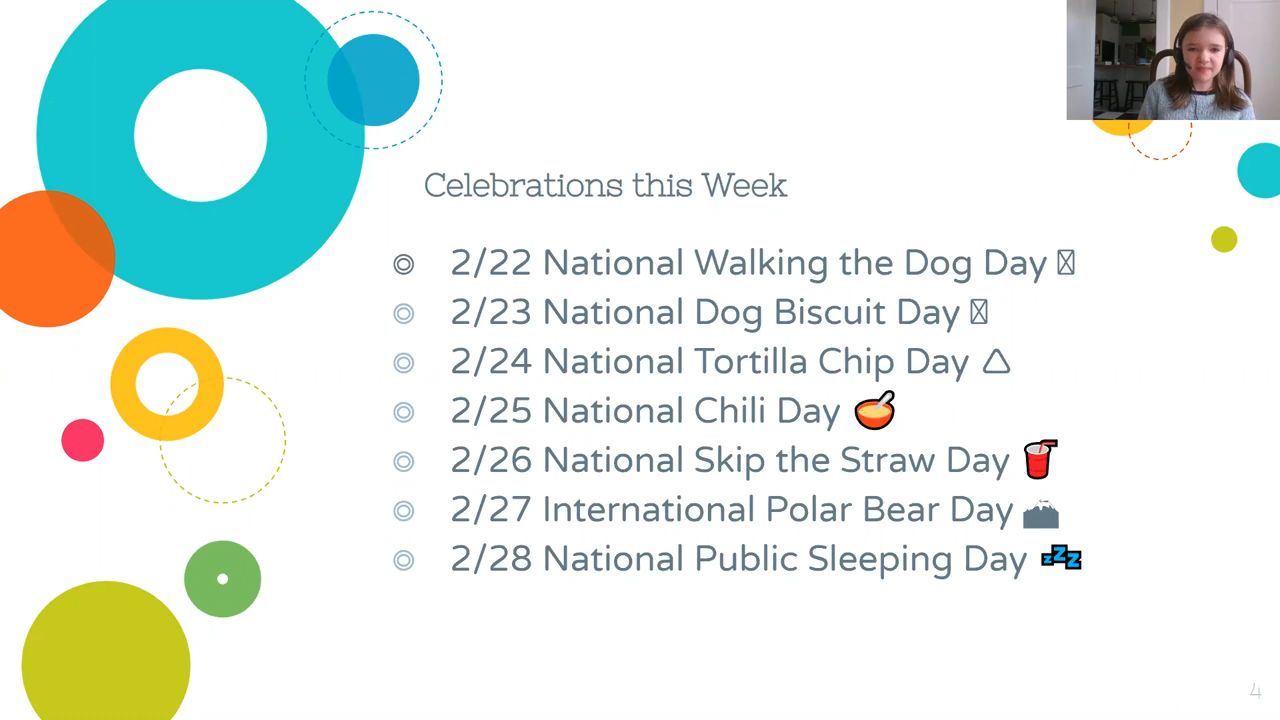 Celebrations this Week
2/22 National Walking the Dog Day
2/23 National Dog Biscuit Day
2/24 National Tortilla Chip Day
2/25 National Chili Day
2/26 National Skip the Straw Day
2/27 International Polar Bear Day
2/28 National Public Sleeping Day 💤
4